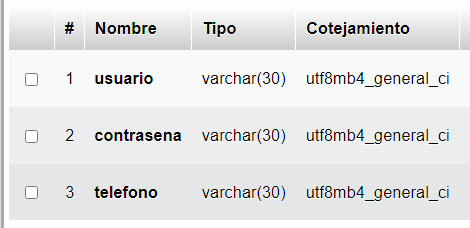 # Nombre Tipo Cotejamiento
1 usuario varchar(30) utf8mb4_general_ci
2 contrasena varchar(30) utf8mb4_general_ci
3 telefono varchar(30) utf8mb4_general_ci